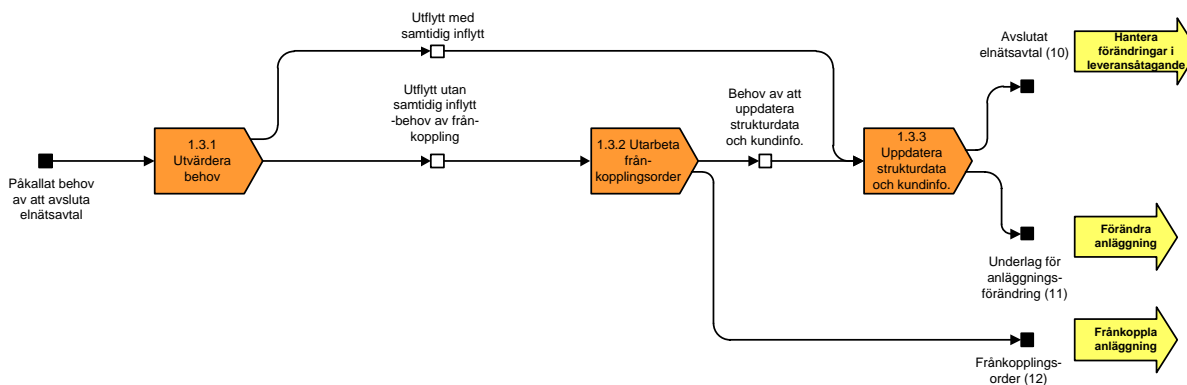 Utflytt med
samtidig inflytt
Avslutat
elnätsavtal (10)
Hantera
förändringar i
leveransåtagande
Utflytt utan
samtidig inflytt
-behov av från-
koppling
Behov av att
uppdatera
strukturdata
och kundinfo.
1.3.1
Utvärdera
behov
1.3.2 Utarbeta
från-
kopplingsorder
1.3.3
Uppdatera
strukturdata
och kundinfo.
Påkallat behov
av att avsluta
elnätsavtal
Förändra
anläggning
Underlag för
anläggnings-
förändring (11)
Frånkoppla
anläggning
Frånkopplings-
order (12)